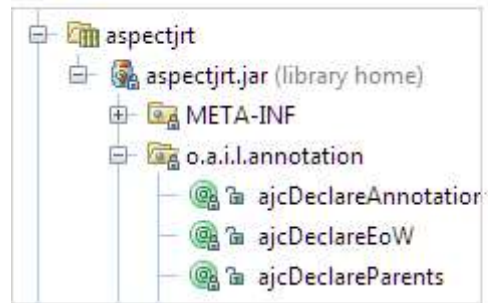 aspectjrt
aspectjrt.jar (library home)
META-INF
o.a.i.l.annotation
ajcDeclareAnnotation
ajcDeclareEoW
ajcDeclareParents